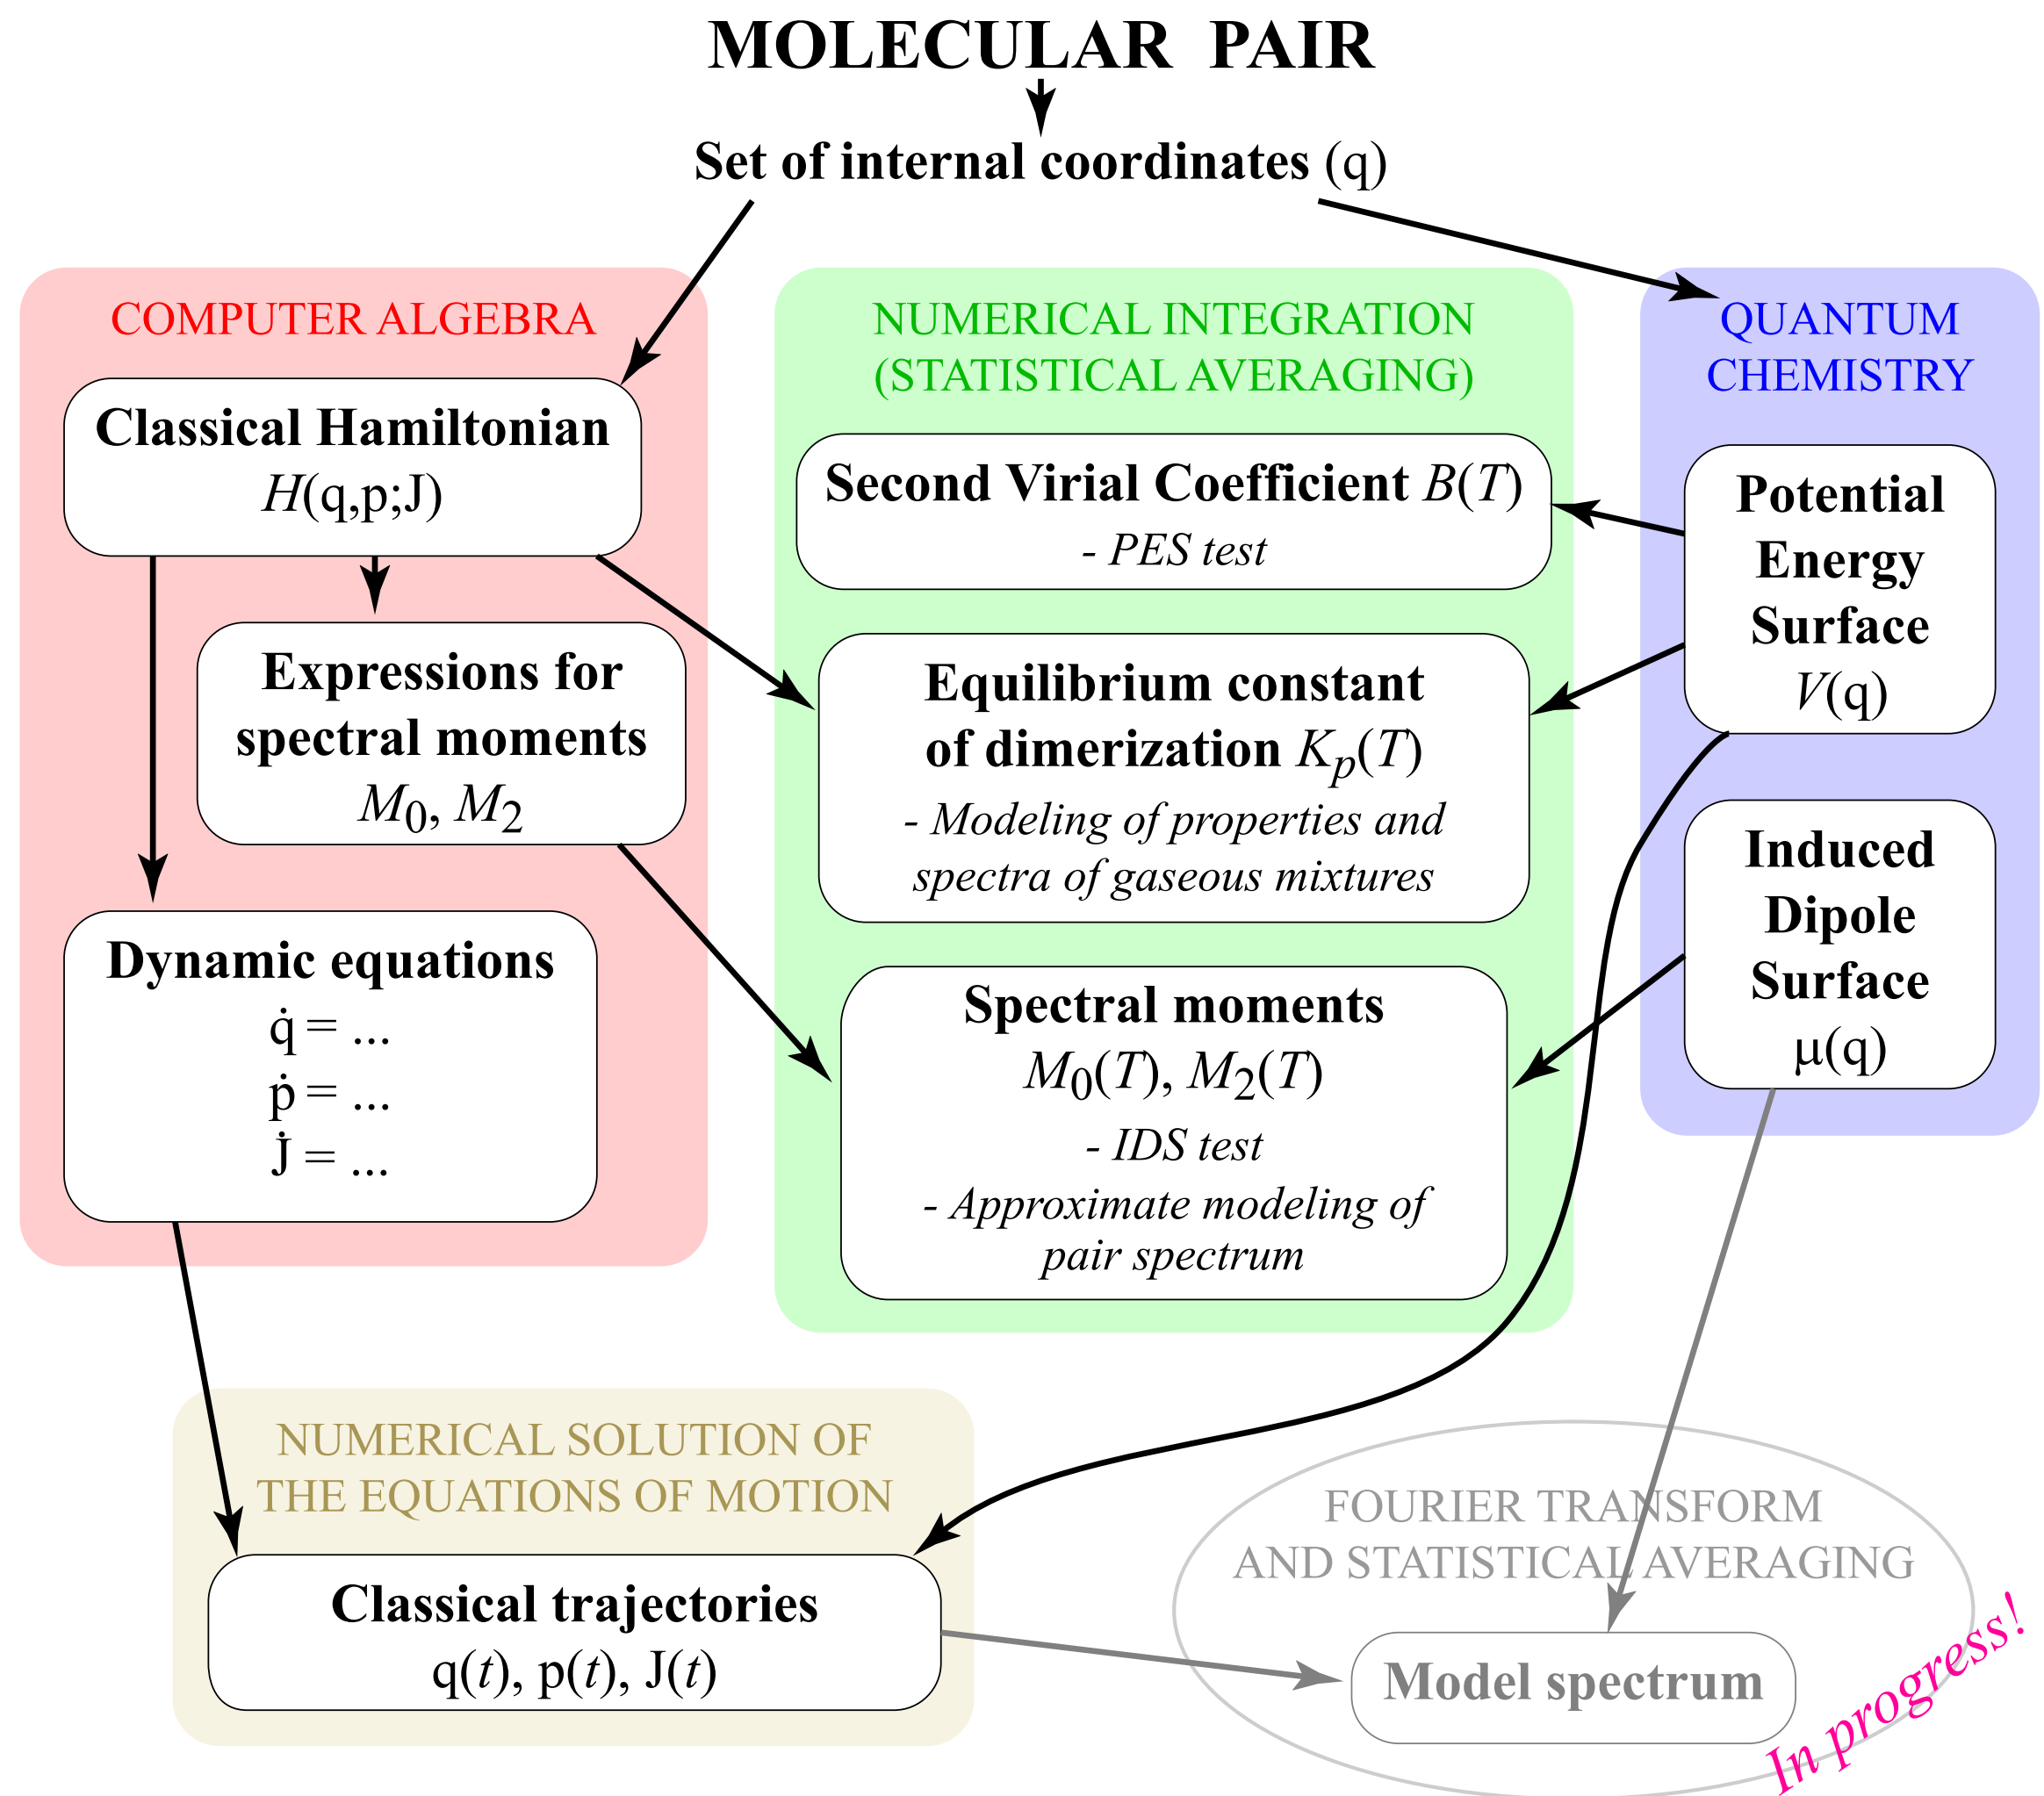 MOLECULAR PAIR
Set of internal coordinates (q)
COMPUTER ALGEBRA
Classical Hamiltonian
H(q,p;J)
Expressions for
spectral moments
M₀, M₂
Dynamic equations
q̇ = ...
ṗ = ...
J̇ = ...
NUMERICAL INTEGRATION
(STATISTICAL AVERAGING)
Second Virial Coefficient B(T)
- PES test
Equilibrium constant
of dimerization Kₚ(T)
- Modeling of properties and
spectra of gaseous mixtures
Spectral moments
M₀(T), M₂(T)
- IDS test
- Approximate modeling of
pair spectrum
QUANTUM
CHEMISTRY
Potential
Energy
Surface
V(q)
Induced
Dipole
Surface
μ(q)
NUMERICAL SOLUTION OF
THE EQUATIONS OF MOTION
Classical trajectories
q(t), p(t), J(t)
FOURIER TRANSFORM
AND STATISTICAL AVERAGING
Model spectrum
In progress!